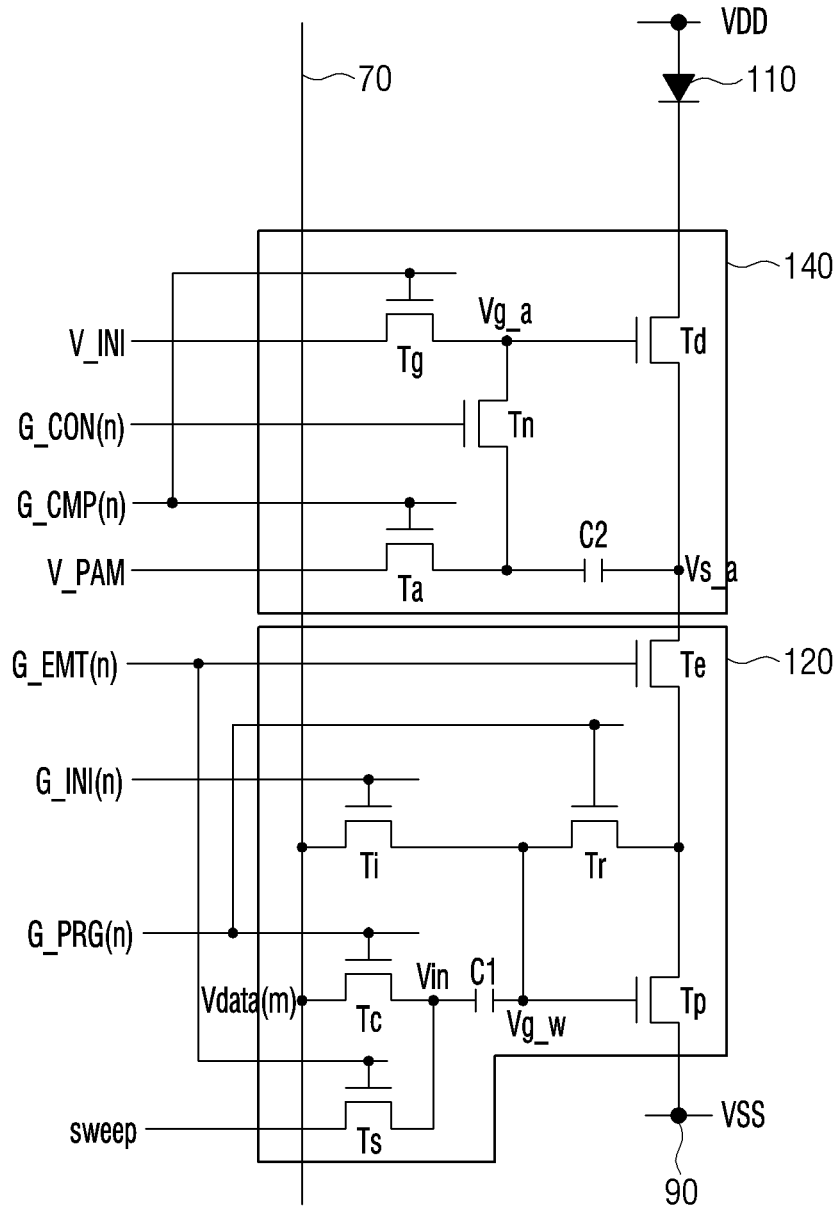 VDD
70
110
140
Vg_a
V_INI
Tg
Td
G_CON(n)
Tn
G_CMP(n)
C2
V_PAM
Ta
Vs_a
G_EMT(n)
Te
120
G_INI(n)
Ti
Tr
G_PRG(n)
Vin
C1
Vdata(m)
Tc
Vg_w
Tp
sweep
Ts
VSS
90